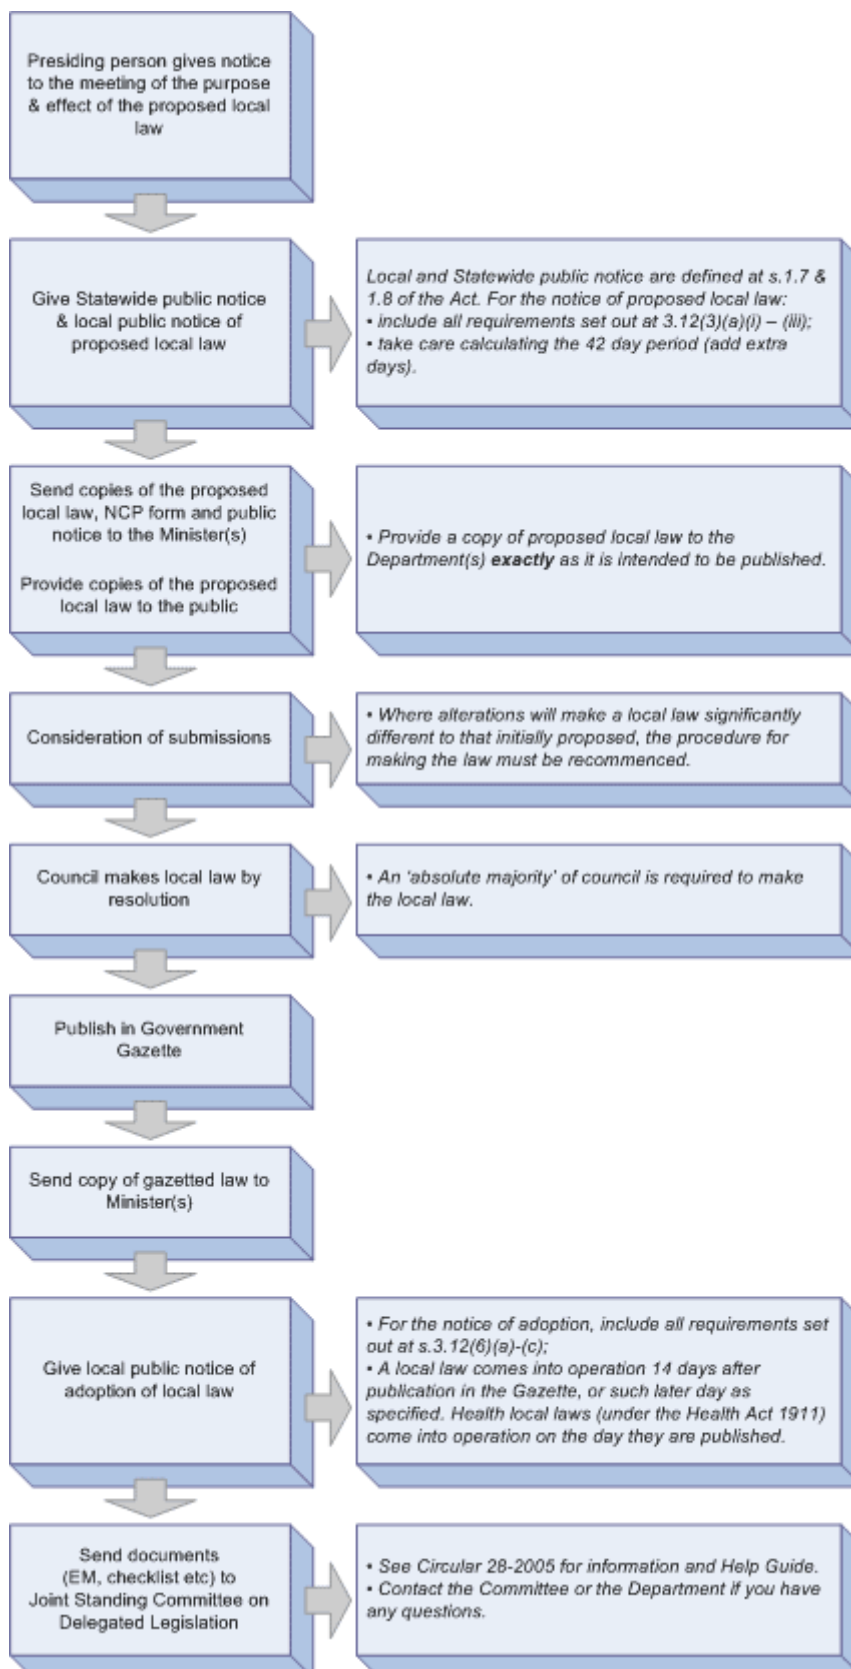 Presiding person gives notice
to the meeting of the purpose
& effect of the proposed local
law
Give Statewide public notice
& local public notice of
proposed local law
Local and Statewide public notice are defined at s.1.7 &
1.8 of the Act. For the notice of proposed local law:
• include all requirements set out at 3.12(3)(a)(i) – (iii);
• take care calculating the 42 day period (add extra
days).
Send copies of the proposed
local law, NCP form and public
notice to the Minister(s)
Provide copies of the proposed
local law to the public
• Provide a copy of proposed local law to the
Department(s) exactly as it is intended to be published.
Consideration of submissions
• Where alterations will make a local law significantly
different to that initially proposed, the procedure for
making the law must be recommenced.
Council makes local law by
resolution
• An ‘absolute majority’ of council is required to make
the local law.
Publish in Government
Gazette
Send copy of gazetted law to
Minister(s)
Give local public notice of
adoption of local law
• For the notice of adoption, include all requirements set
out at s.3.12(6)(a)-(c);
• A local law comes into operation 14 days after
publication in the Gazette, or such later day as
specified. Health local laws (under the Health Act 1911)
come into operation on the day they are published.
Send documents
(EM, checklist etc) to
Joint Standing Committee on
Delegated Legislation
• See Circular 28-2005 for information and Help Guide.
• Contact the Committee or the Department if you have
any questions.